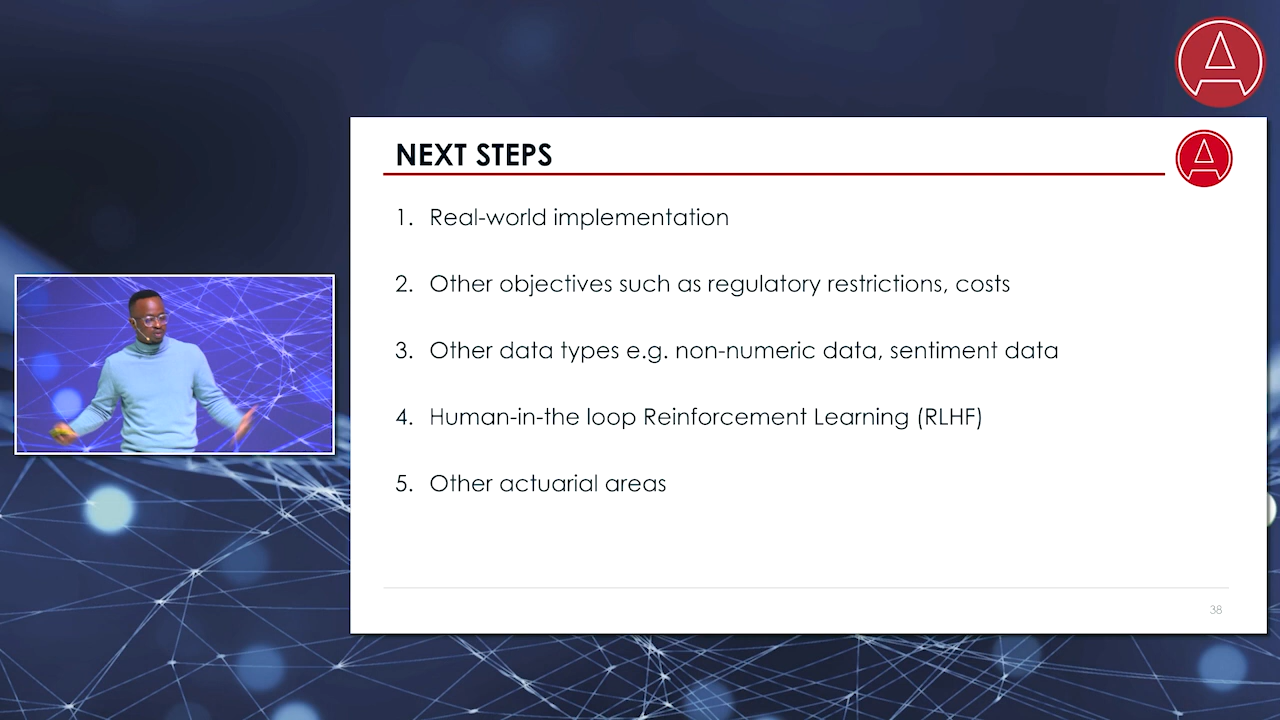 NEXT STEPS
1. Real-world implementation
2. Other objectives such as regulatory restrictions, costs
3. Other data types e.g. non-numeric data, sentiment data
4. Human-in-the loop Reinforcement Learning (RLHF)
5. Other actuarial areas
38